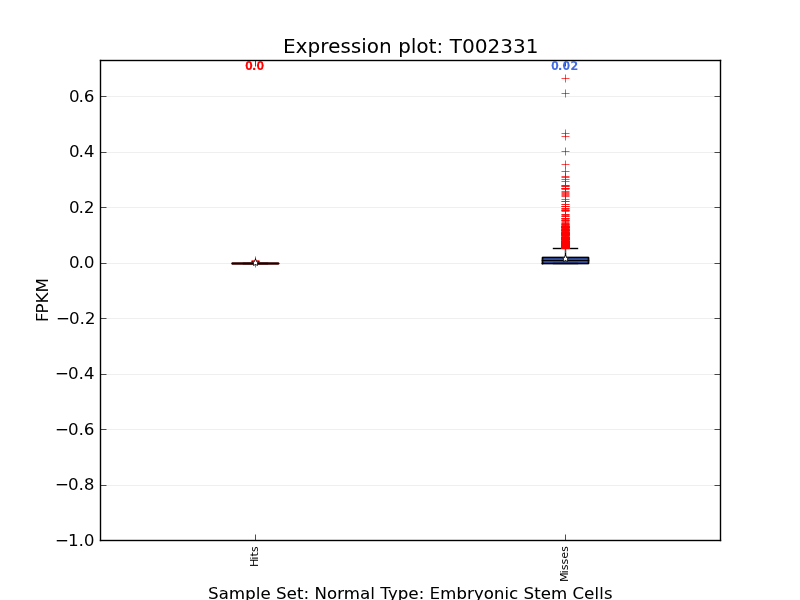 Expression plot: T002331
0.0
0.02
0.6
0.4
0.2
0.0
−0.2
−0.4
−0.6
−0.8
−1.0
FPKM
Hits
Misses
Sample Set: Normal Type: Embryonic Stem Cells